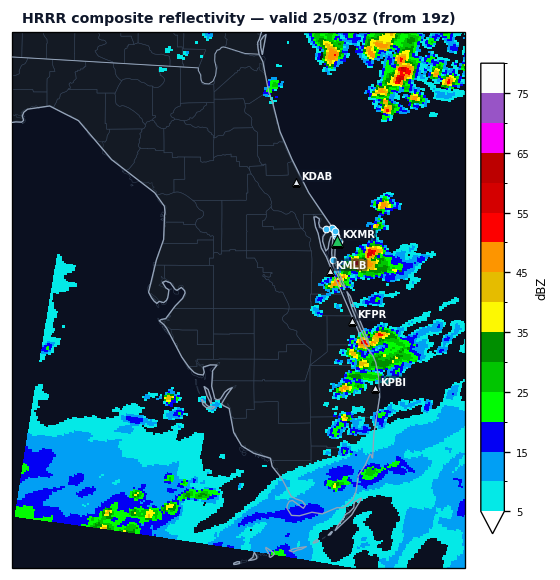 HRRR composite reflectivity — valid 25/03Z (from 19z)
KDAB
KXMR
KMLB
KFPR
KPBI
75
65
55
45
35
25
15
5
dBZ